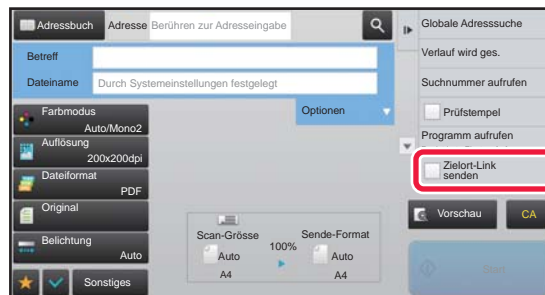 Adressbuch
Adresse Berühren zur Adresseingabe
Betreff
Dateiname Durch Systemeinstellungen festgelegt
Optionen
Farbmodus
Auto/Mono2
Auflösung
200x200dpi
Dateiformat
PDF
Original
Belichtung
Auto
Sonstiges
Scan-Grösse
Auto
A4
100%
Sende-Format
Auto
A4
Globale Adresssuche
Verlauf wird ges.
Suchnummer aufrufen
Prüfstempel
Programm aufrufen
Zielort-Link
senden
Vorschau
CA
Start